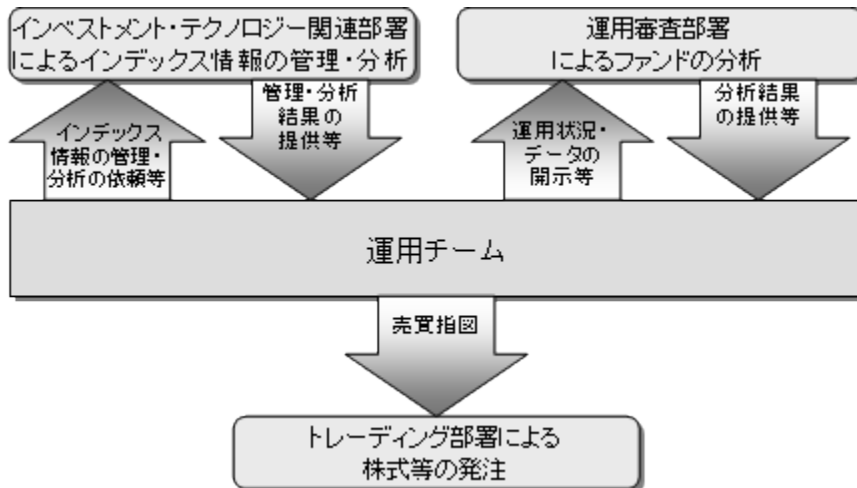 インベストメント・テクノロジー関連部署
によるインデックス情報の管理・分析
運用審査部署
によるファンドの分析
インデックス
情報の管理・
分析の依頼等
管理・分析
結果の
提供等
運用状況・
データの
開示等
分析結果
の提供等
運用チーム
売買指図
トレーディング部署による
株式等の発注